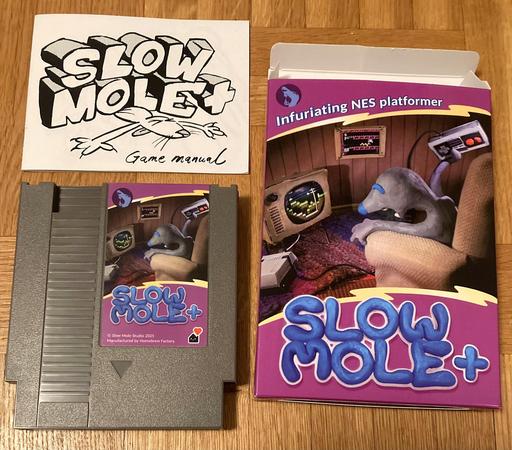 SLOW
MOLE+
Game manual
Infuriating NES platformer
SLOW
MOLE+
© Slow Mole Studio 2021
Manufactured by Homebrew Factory
SLOW
MOLE+